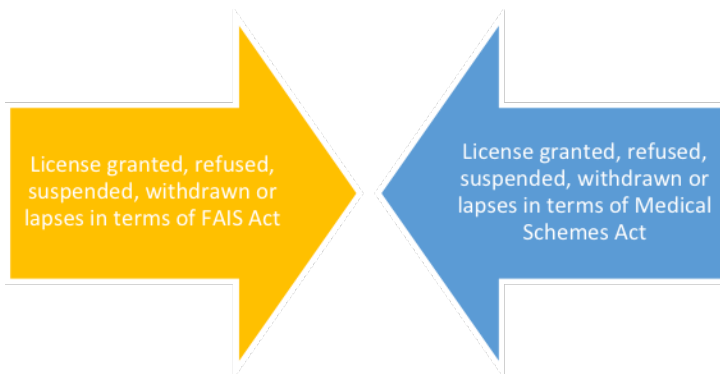 License granted, refused,
suspended, withdrawn or
lapses in terms of FAIS Act
License granted, refused,
suspended, withdrawn or
lapses in terms of Medical
Schemes Act